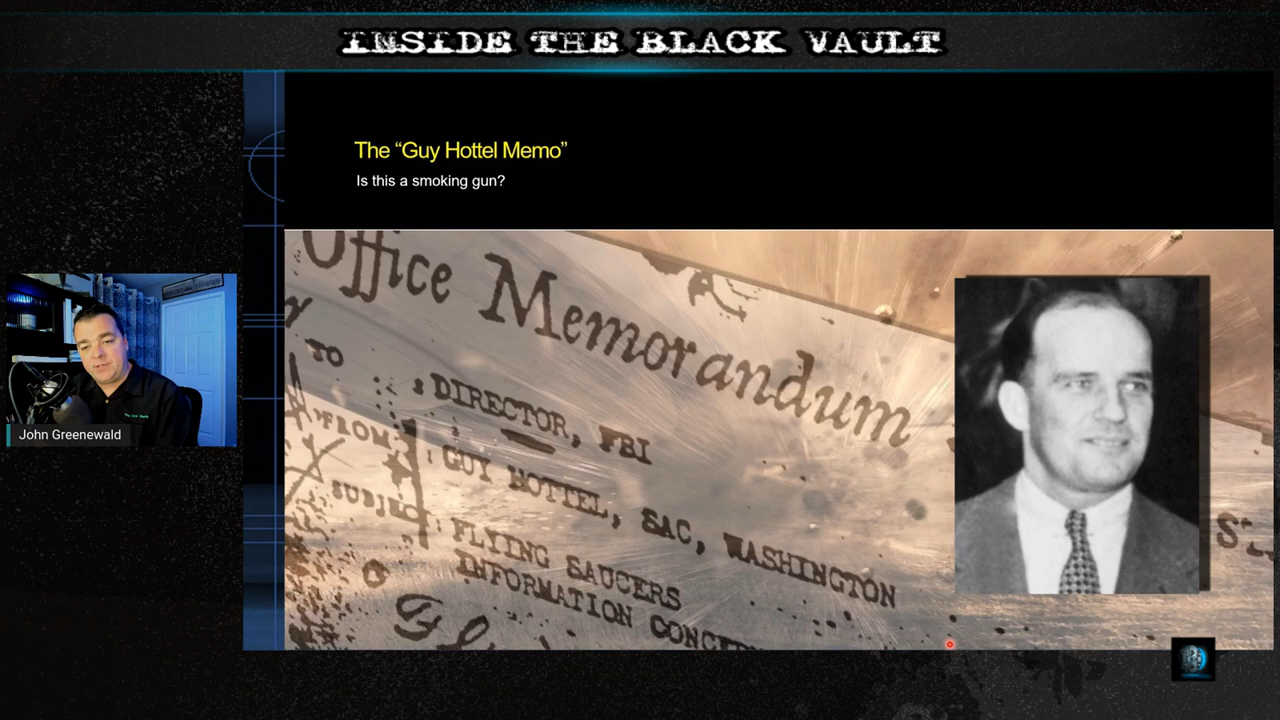 INSIDE THE BLACK VAULT
The “Guy Hottel Memo”
Is this a smoking gun?
Office Memorandum
TO : DIRECTOR, FBI
FROM : GUY HOTTEL, SAC, WASHINGTON
SUBJECT: FLYING SAUCERS
INFORMATION
John Greenewald